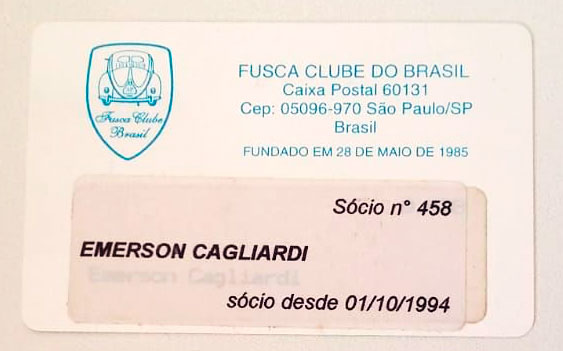 FUSCA CLUBE DO BRASIL
Caixa Postal 60131
Cep: 05096-970 São Paulo/SP
Brasil
FUNDADO EM 28 DE MAIO DE 1985
Fusca Clube
Brasil
Sócio n° 458
EMERSON CAGLIARDI
Emerson Cagliardi
sócio desde 01/10/1994